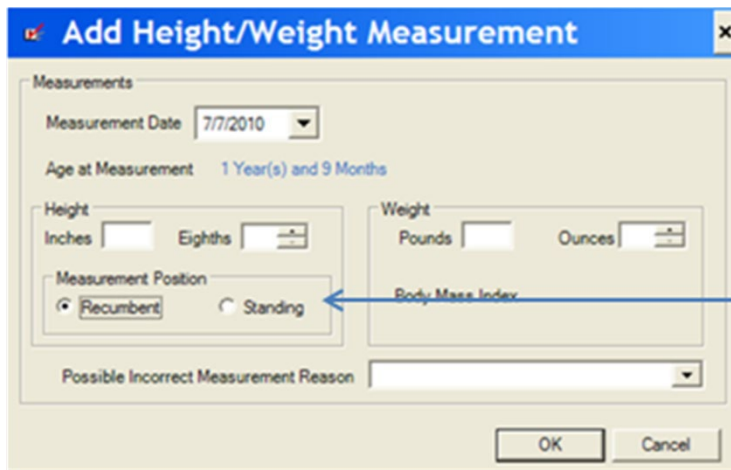 Add Height/Weight Measurement
Measurements
Measurement Date 7/7/2010
Age at Measurement 1 Year(s) and 9 Months
Height
Inches Eighths
Measurement Position
Recumbent Standing
Weight
Pounds Ounces
Body Mass Index
Possible Incorrect Measurement Reason
OK Cancel